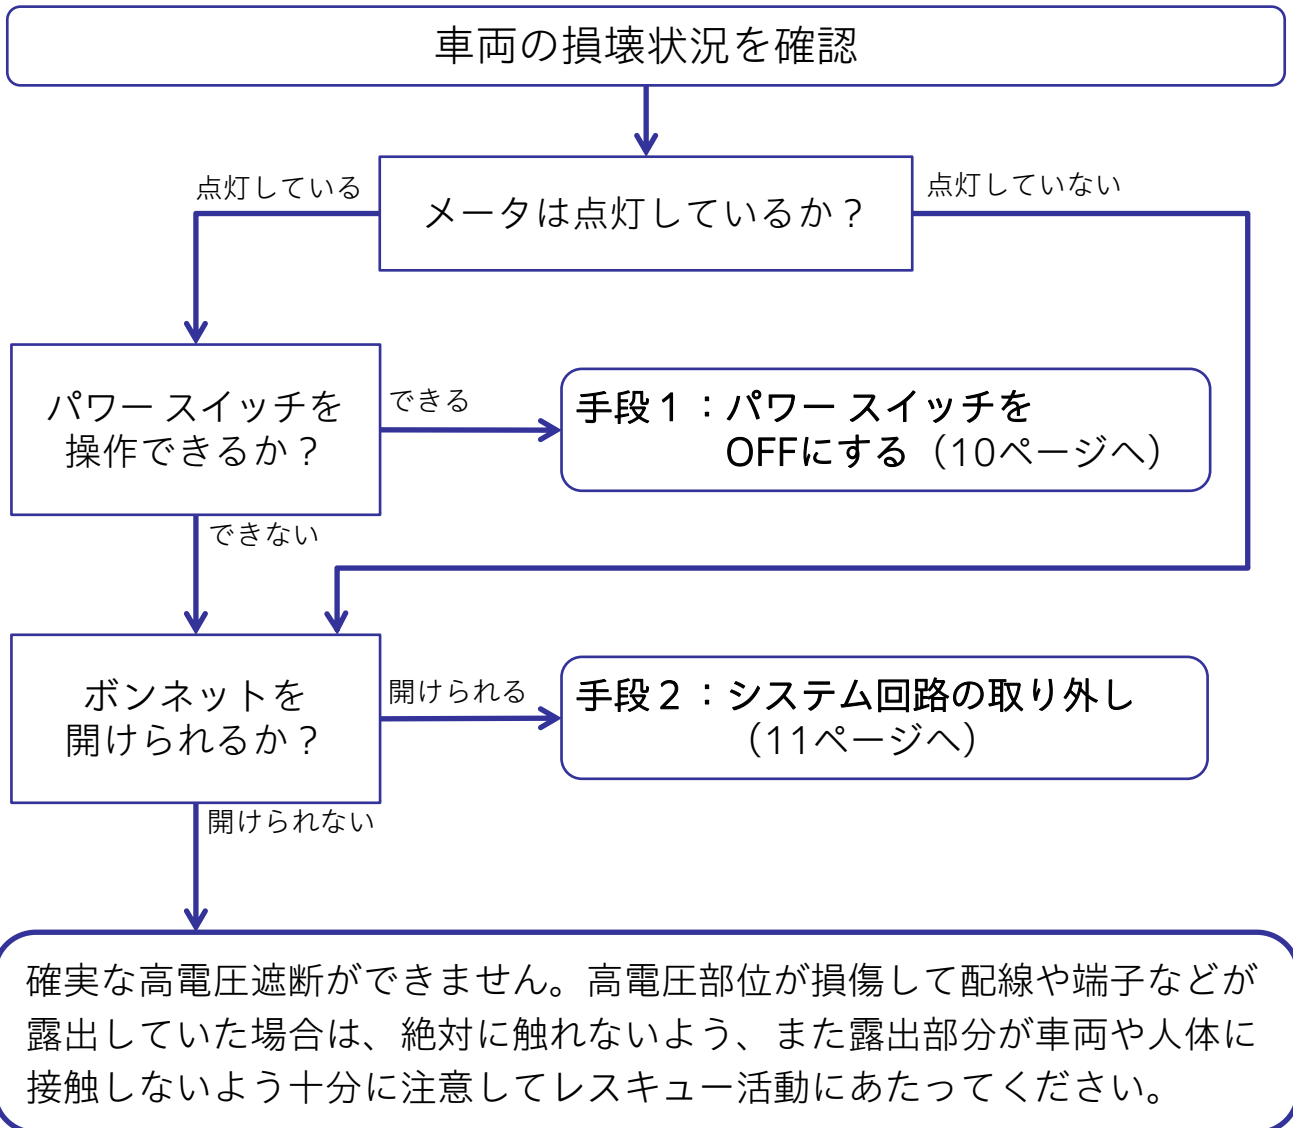 車両の損壊状況を確認
点灯している
メータは点灯しているか？
点灯していない
パワー スイッチを
操作できるか？
できる
手段１：パワー スイッチを
OFFにする（10ページへ）
できない
ボンネットを
開けられるか？
開けられる
手段２：システム回路の取り外し
（11ページへ）
開けられない
確実な高電圧遮断ができません。高電圧部位が損傷して配線や端子などが
露出していた場合は、絶対に触れないよう、また露出部分が車両や人体に
接触しないよう十分に注意してレスキュー活動にあたってください。